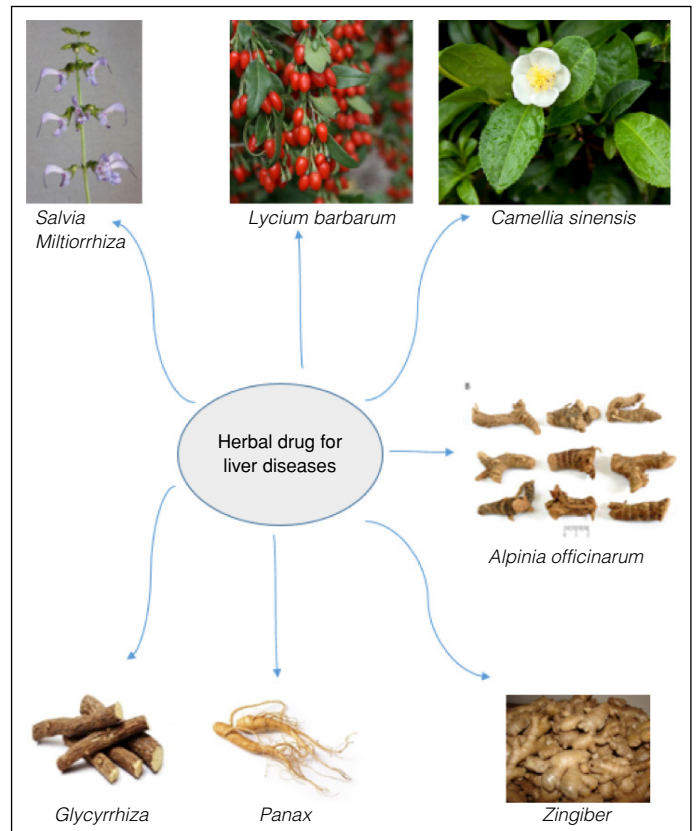 Salvia
Miltiorrhiza
Lycium barbarum
Camellia sinensis
Herbal drug for
liver diseases
Alpinia officinarum
Glycyrrhiza
Panax
Zingiber